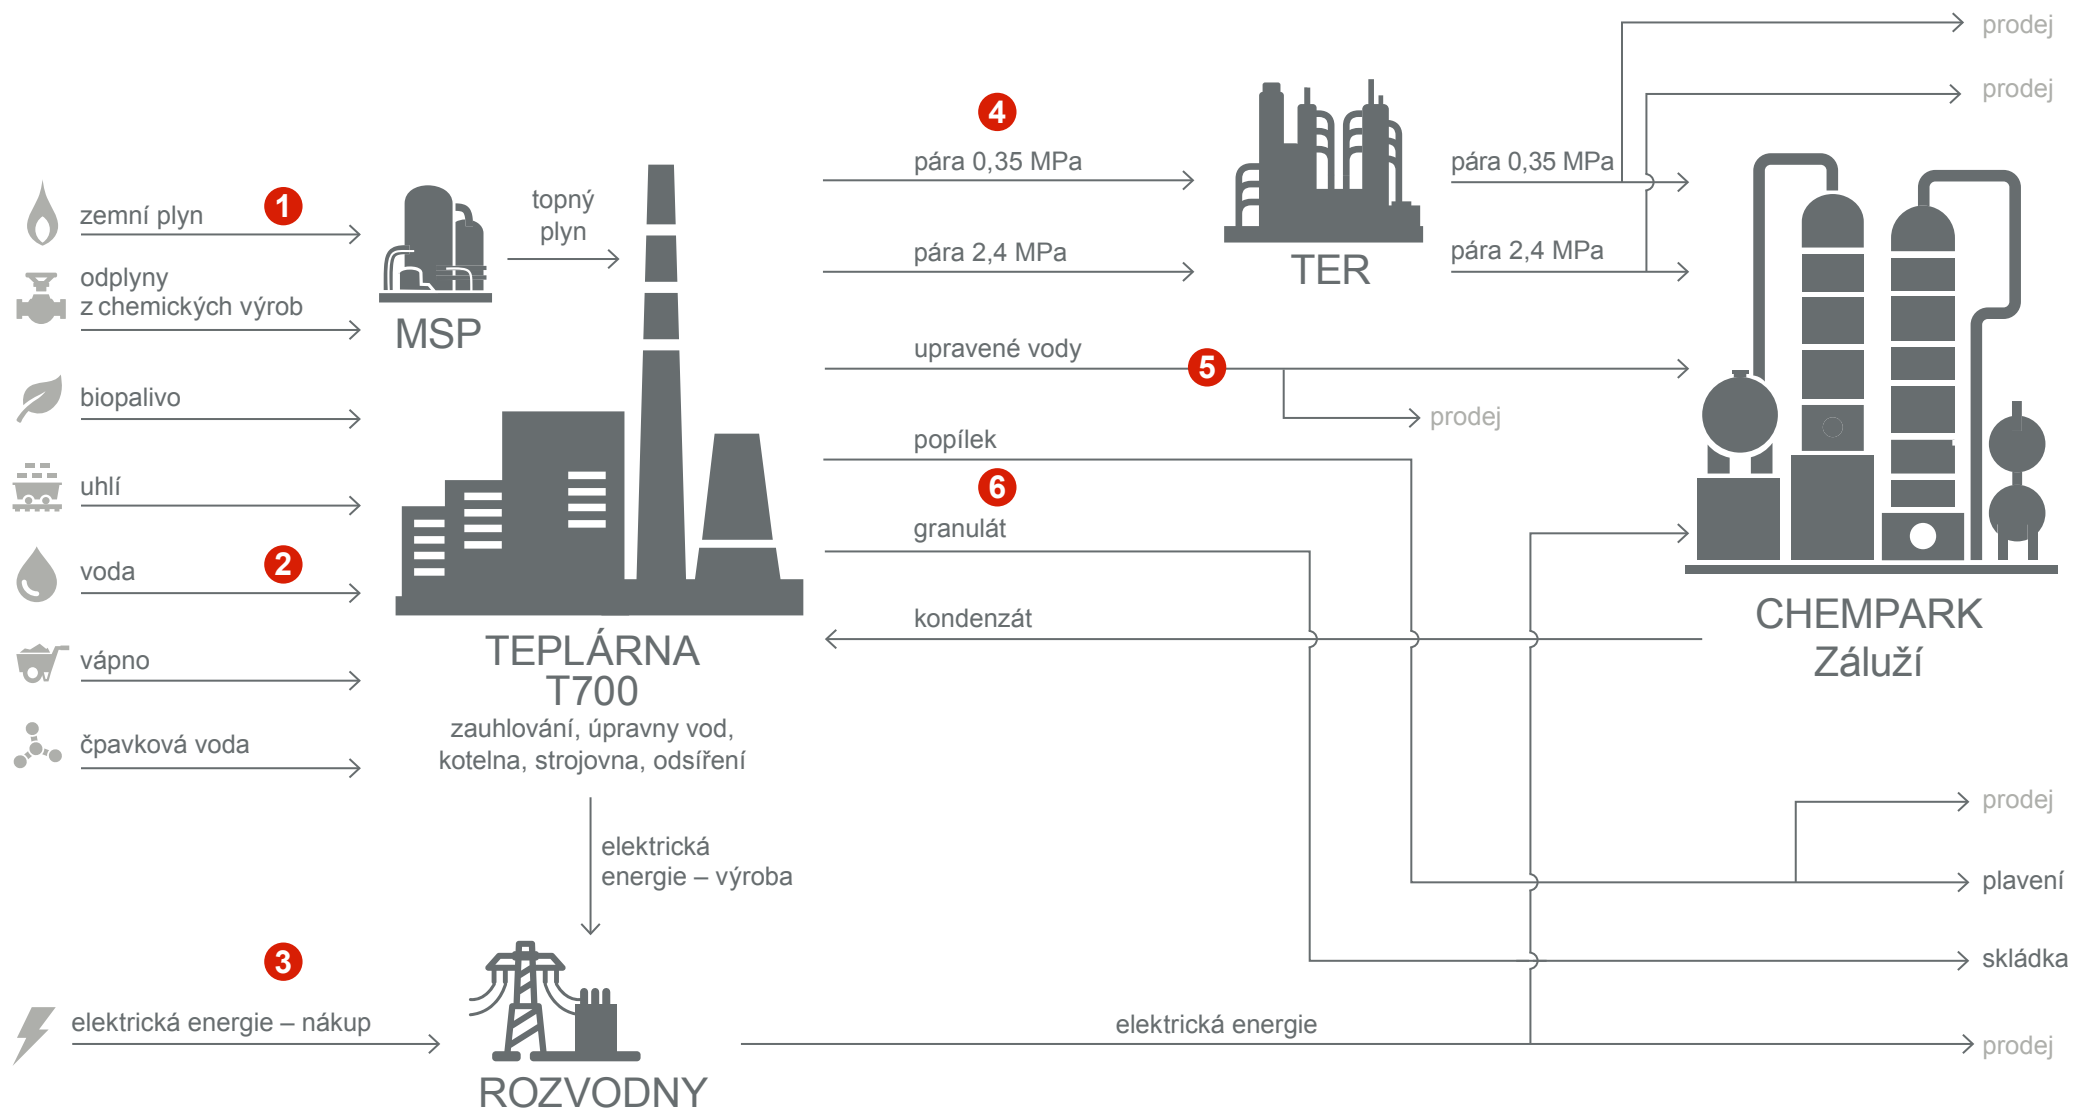 prodej
prodej
4
pára 0,35 MPa
pára 0,35 MPa
1
zemní plyn
topný
plyn
pára 2,4 MPa
pára 2,4 MPa
TER
odplyny
z chemických výrob
MSP
upravené vody
5
prodej
biopalivo
popílek
6
uhlí
granulát
2
voda
kondenzát
CHEMPARK
Záluží
TEPLÁRNA
T700
zauhlování, úpravny vod,
kotelna, strojovna, odsíření
vápno
čpavková voda
prodej
elektrická
energie – výroba
plavení
3
skládka
elektrická energie – nákup
elektrická energie
prodej
ROZVODNY